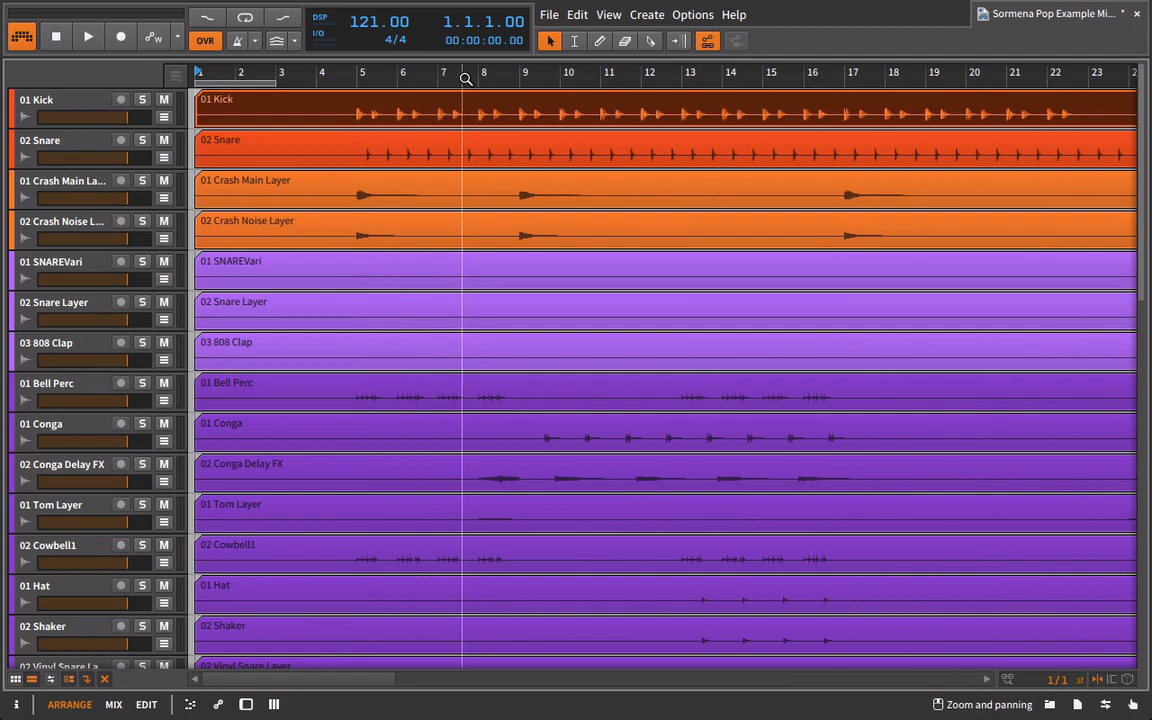 DSP
I/O
121.00
4/4
1.1.1.00
00:00:00.00
File Edit View Create Options Help
Sormena Pop Example Mi... *
OVR
1 2 3 4 5 6 7 8 9 10 11 12 13 14 15 16 17 18 19 20 21 22 23
01 Kick S M
01 Kick
02 Snare S M
02 Snare
01 Crash Main La... S M
01 Crash Main Layer
02 Crash Noise L... S M
02 Crash Noise Layer
01 SNAREVari S M
01 SNAREVari
02 Snare Layer S M
02 Snare Layer
03 808 Clap S M
03 808 Clap
01 Bell Perc S M
01 Bell Perc
01 Conga S M
01 Conga
02 Conga Delay FX S M
02 Conga Delay FX
01 Tom Layer S M
01 Tom Layer
02 Cowbell1 S M
02 Cowbell1
01 Hat S M
01 Hat
02 Shaker S M
02 Shaker
02 Vinyl Snare La... S M
02 Vinyl Snare Layer
1/1 st
i ARRANGE MIX EDIT
Zoom and panning